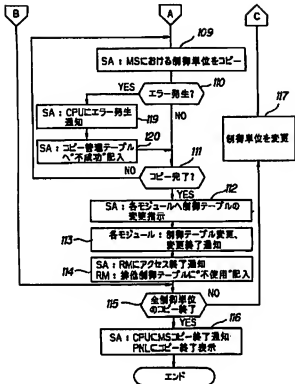 B
A
C
109
SA：MSにおける制御単位をコピー
110
エラー発生？
YES
NO
119
SA：CPUにエラー発生
通知
120
SA：コピー管理テーブル
へ"不成功"記入
117
制御単位を変更
111
コピー完了？
NO
YES
112
SA：各モジュールへ制御テーブルの
変更指示
113
各モジュール：制御テーブル変更、
変更終了通知
114
SA：RMにアクセス終了通知
RM：排他制御テーブルに"不使用"記入
115
全制御単位
のコピー終了
NO
YES
116
SA：CPUにMSコピー終了通知
PNLにコピー終了表示
エンド